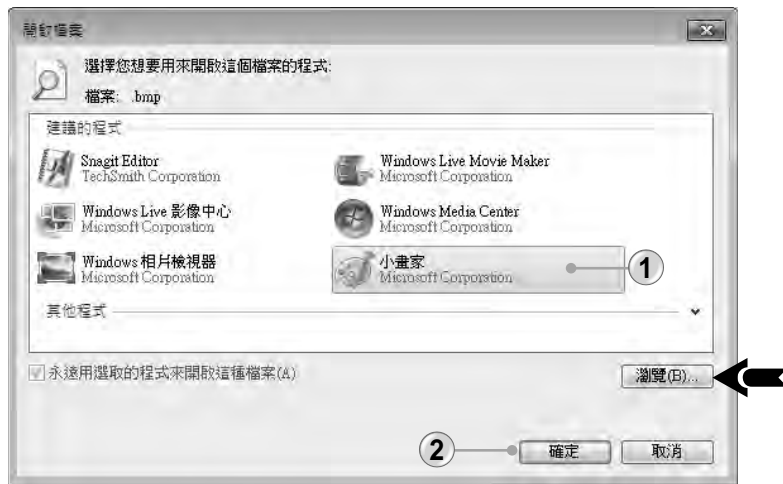 開啟檔案
選擇您想要用來開啟這個檔案的程式:
檔案: .bmp
建議的程式
Snagit Editor
TechSmith Corporation
Windows Live Movie Maker
Microsoft Corporation
Windows Live 影像中心
Microsoft Corporation
Windows Media Center
Microsoft Corporation
Windows 相片檢視器
Microsoft Corporation
小畫家
Microsoft Corporation
1
其他程式
永遠用選取的程式來開啟這種檔案(A)
瀏覽(B)...
2
確定
取消